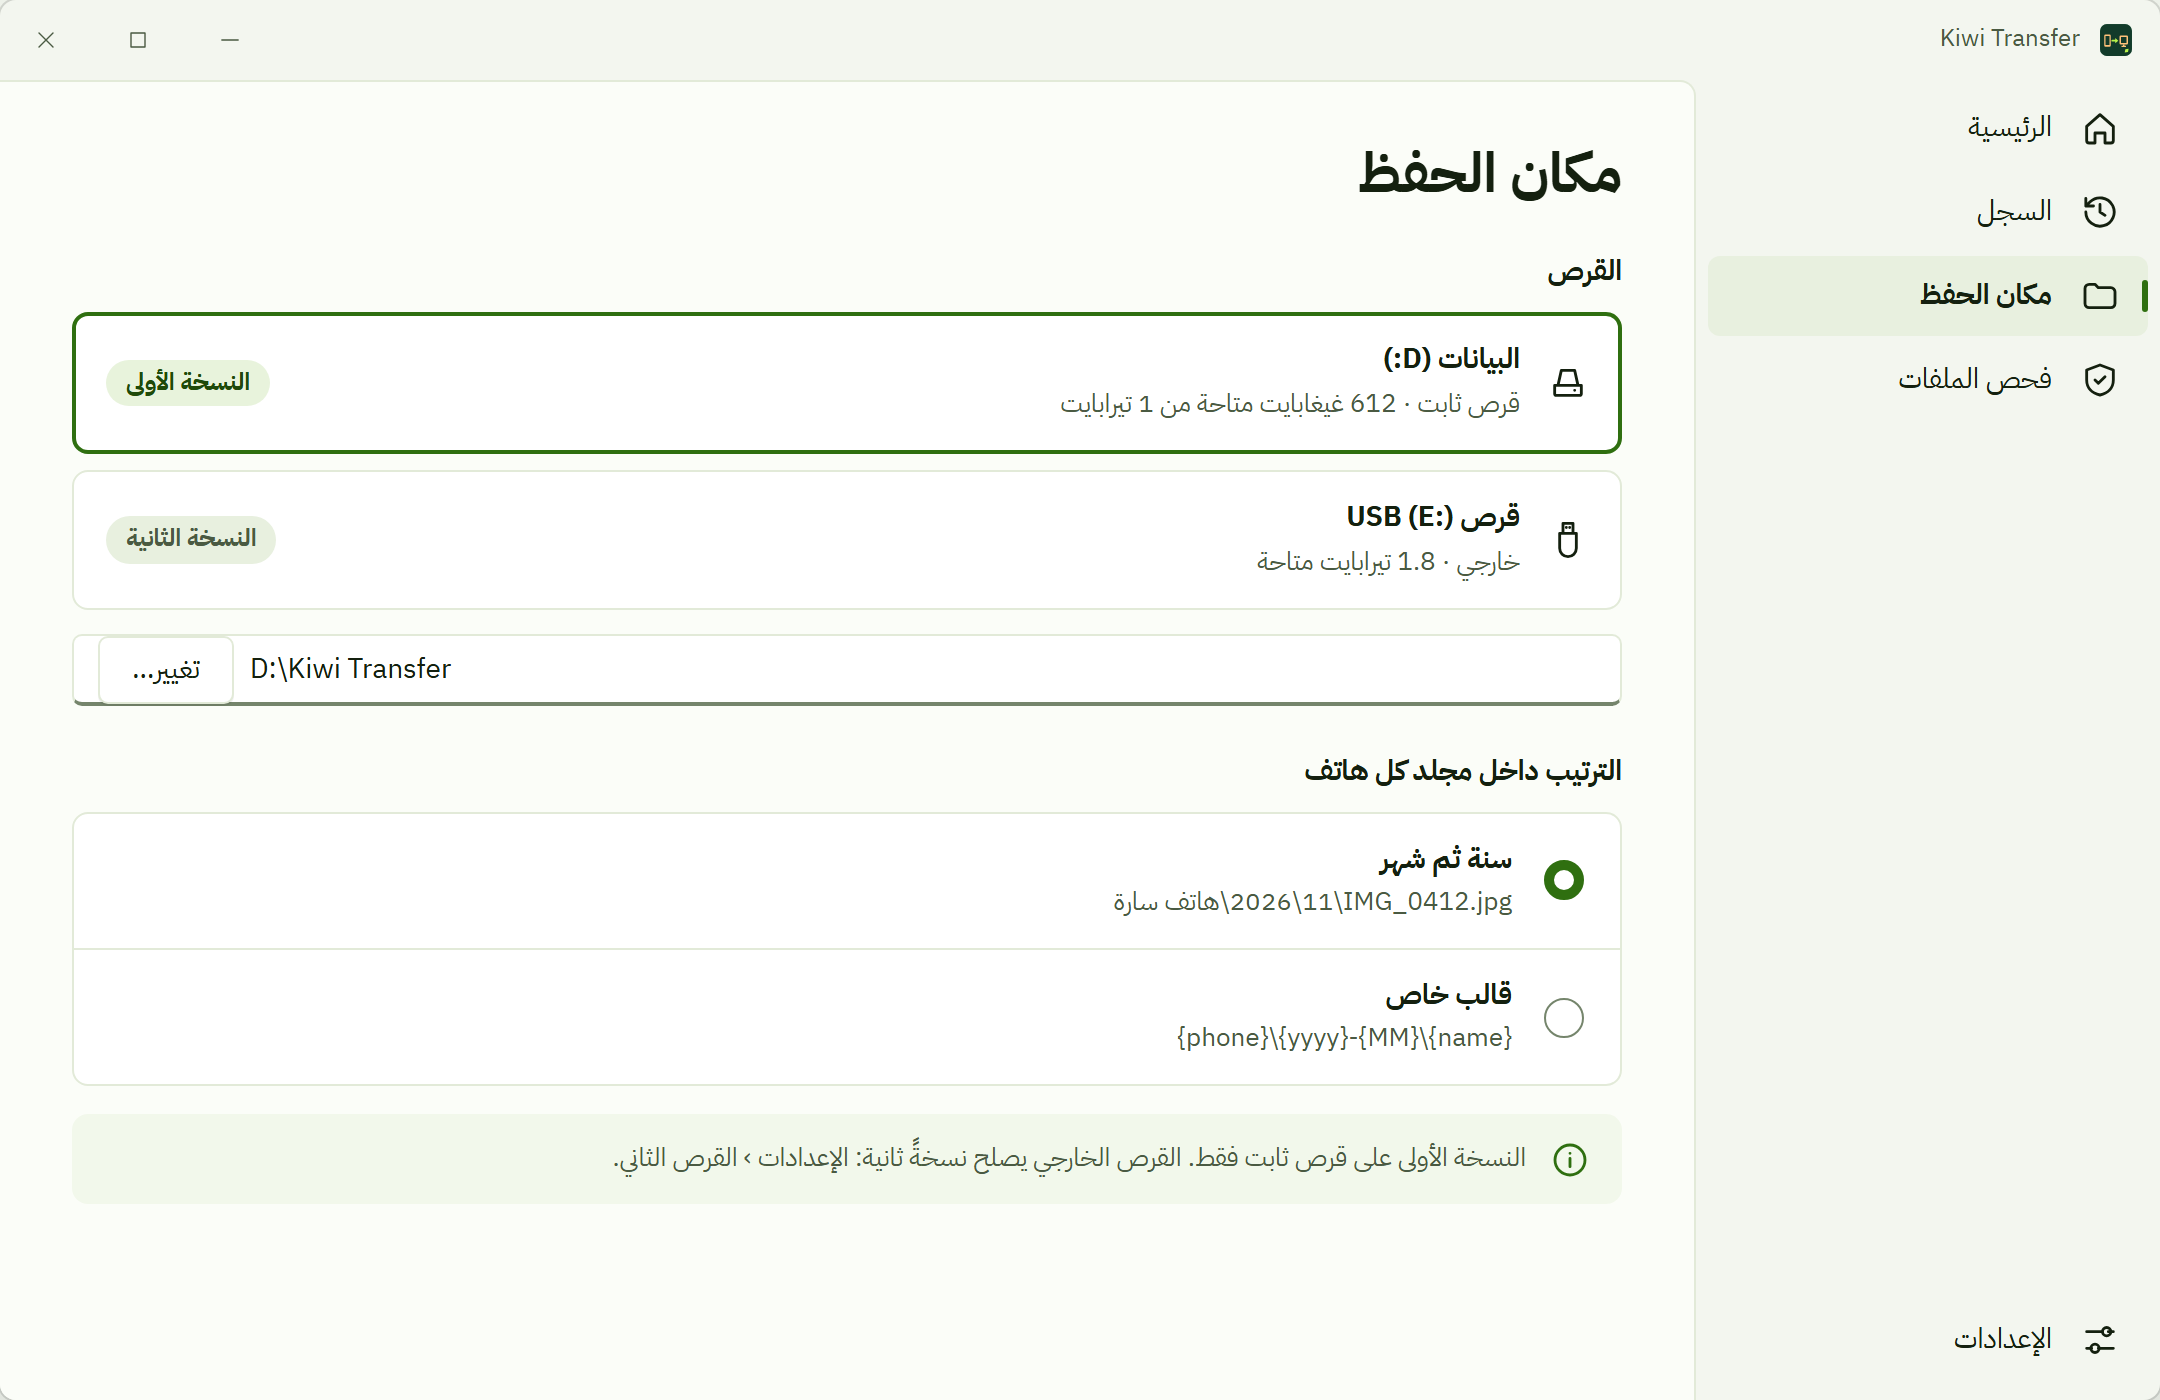 Kiwi Transfer
الرئيسية
السجل
مكان الحفظ
فحص الملفات
الإعدادات
مكان الحفظ
القرص
البيانات (D:)
قرص ثابت · 612 غيغابايت متاحة من 1 تيرابايت
النسخة الأولى
قرص USB (E:)
خارجي · 1.8 تيرابايت متاحة
النسخة الثانية
D:\Kiwi Transfer
تغيير...
الترتيب داخل مجلد كل هاتف
سنة ثم شهر
هاتف سارة\2026\11\IMG_0412.jpg
قالب خاص
{phone}\{yyyy}-{MM}\{name}
النسخة الأولى على قرص ثابت فقط. القرص الخارجي يصلح نسخةً ثانية: الإعدادات › القرص الثاني.